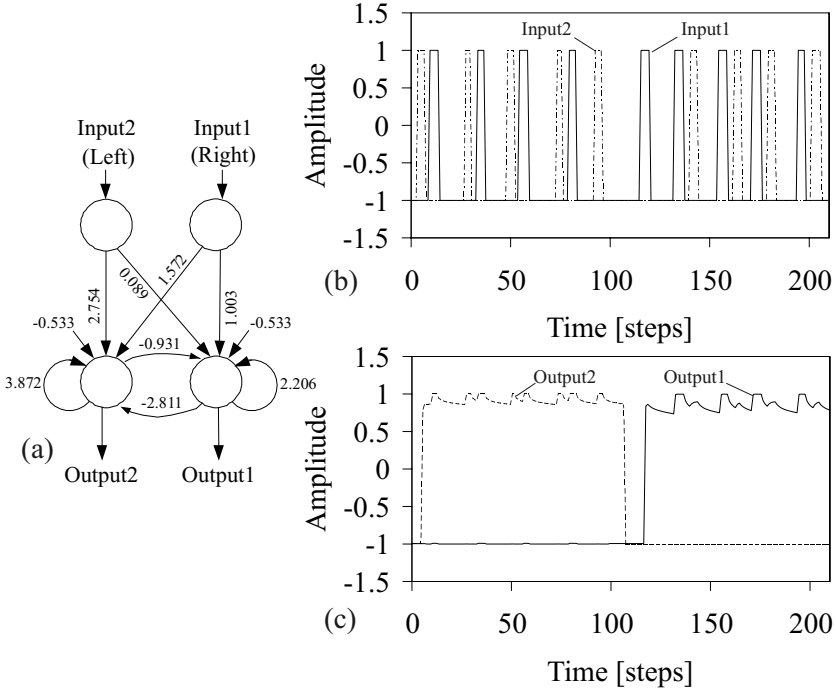 Input2
(Left)
Input1
(Right)
2.754
0.089
1.572
1.003
-0.533
-0.533
-0.931
3.872
2.206
-2.811
(a)
Output2
Output1
1.5
1
0.5
0
-0.5
-1
-1.5
Amplitude
Input2
Input1
(b)
0
50
100
150
200
Time [steps]
1.5
1
0.5
0
-0.5
-1
-1.5
Amplitude
Output2
Output1
(c)
0
50
100
150
200
Time [steps]